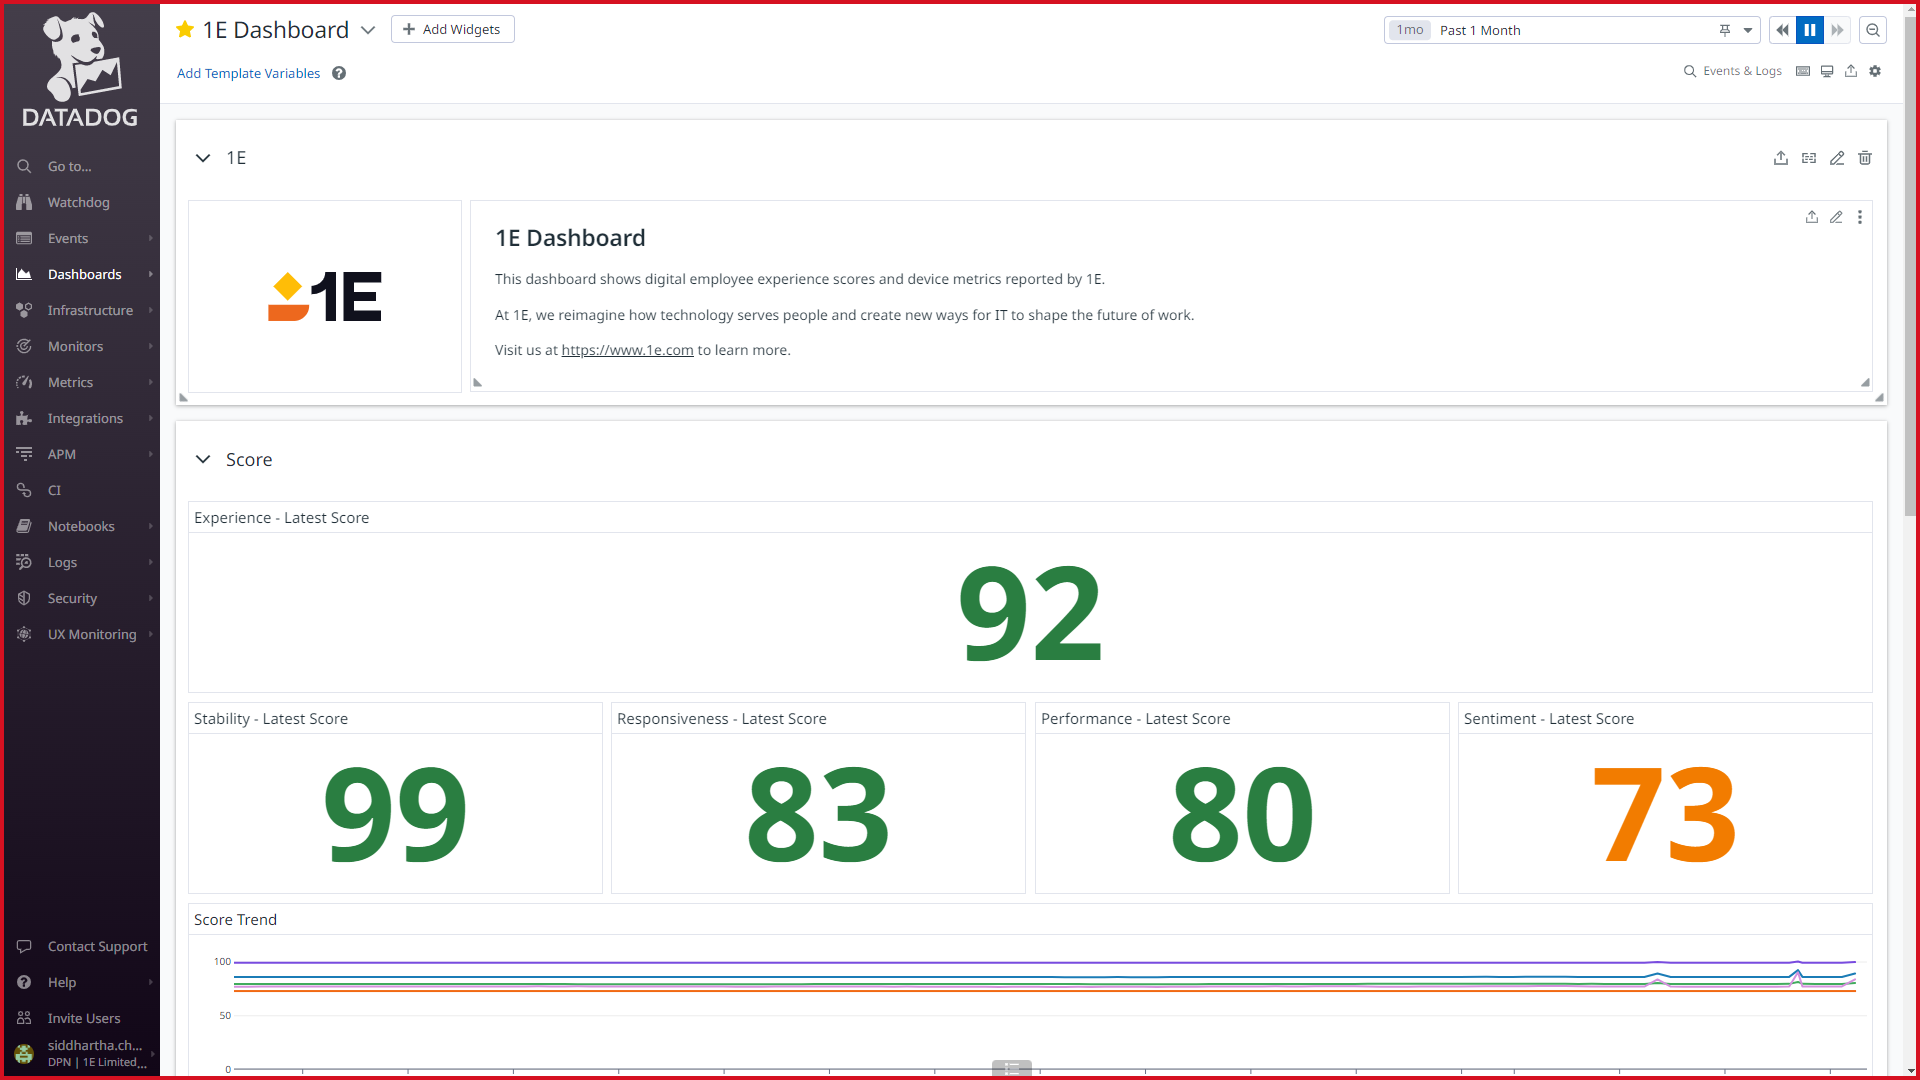 DATADOG
Go to...
Watchdog
Events
Dashboards
Infrastructure
Monitors
Metrics
Integrations
APM
CI
Notebooks
Logs
Security
UX Monitoring
Contact Support
Help
Invite Users
siddhartha.ch...
DPN | 1E Limited...
1E Dashboard
Add Widgets
1mo Past 1 Month
Add Template Variables
Events & Logs
1E
1E
1E Dashboard
This dashboard shows digital employee experience scores and device metrics reported by 1E.
At 1E, we reimagine how technology serves people and create new ways for IT to shape the future of work.
Visit us at https://www.1e.com to learn more.
Score
Experience - Latest Score
92
Stability - Latest Score
99
Responsiveness - Latest Score
83
Performance - Latest Score
80
Sentiment - Latest Score
73
Score Trend
100
50
0